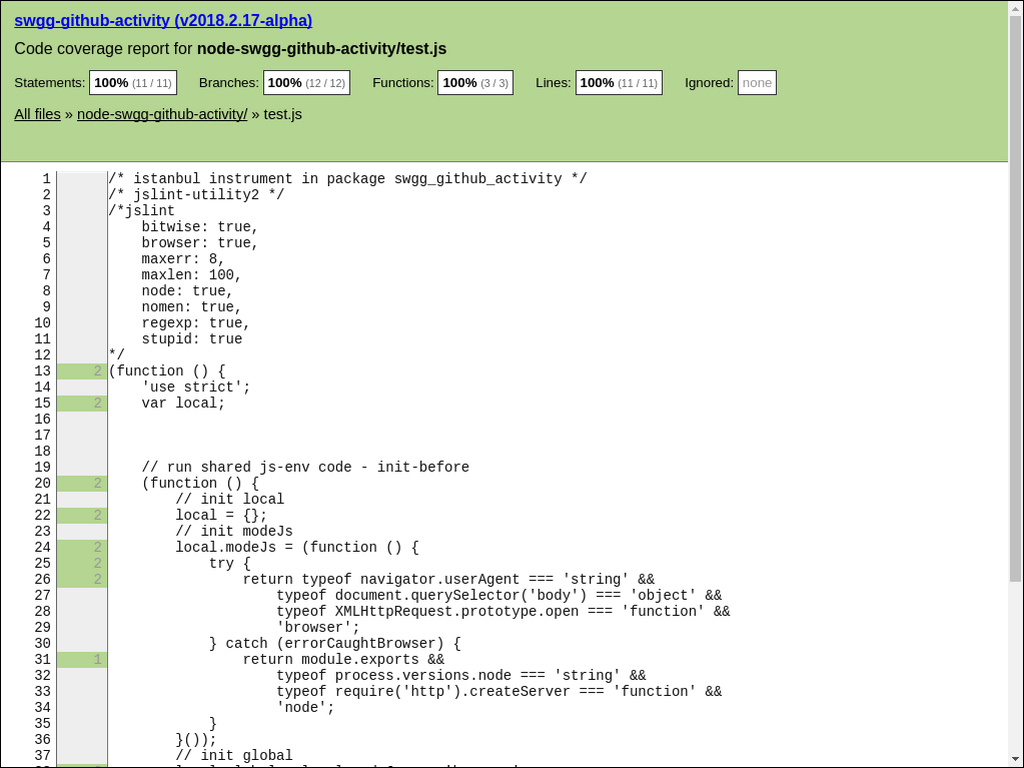 swgg-github-activity (v2018.2.17-alpha)
Code coverage report for node-swgg-github-activity/test.js
Statements: 100% (11 / 11) Branches: 100% (12 / 12) Functions: 100% (3 / 3) Lines: 100% (11 / 11) Ignored: none
All files » node-swgg-github-activity/ » test.js
1 /* istanbul instrument in package swgg_github_activity */
2 /* jslint-utility2 */
3 /*jslint
4     bitwise: true,
5     browser: true,
6     maxerr: 8,
7     maxlen: 100,
8     node: true,
9     nomen: true,
10     regexp: true,
11     stupid: true
12 */
13 2 (function () {
14     'use strict';
15 2     var local;
16
17
18
19     // run shared js-env code - init-before
20 2     (function () {
21         // init local
22 2         local = {};
23         // init modeJs
24 2         local.modeJs = (function () {
25 2             try {
26 2                 return typeof navigator.userAgent === 'string' &&
27                     typeof document.querySelector('body') === 'object' &&
28                     typeof XMLHttpRequest.prototype.open === 'function' &&
29                     'browser';
30             } catch (errorCaughtBrowser) {
31 1                 return module.exports &&
32                     typeof process.versions.node === 'string' &&
33                     typeof require('http').createServer === 'function' &&
34                     'node';
35             }
36         }());
37         // init global